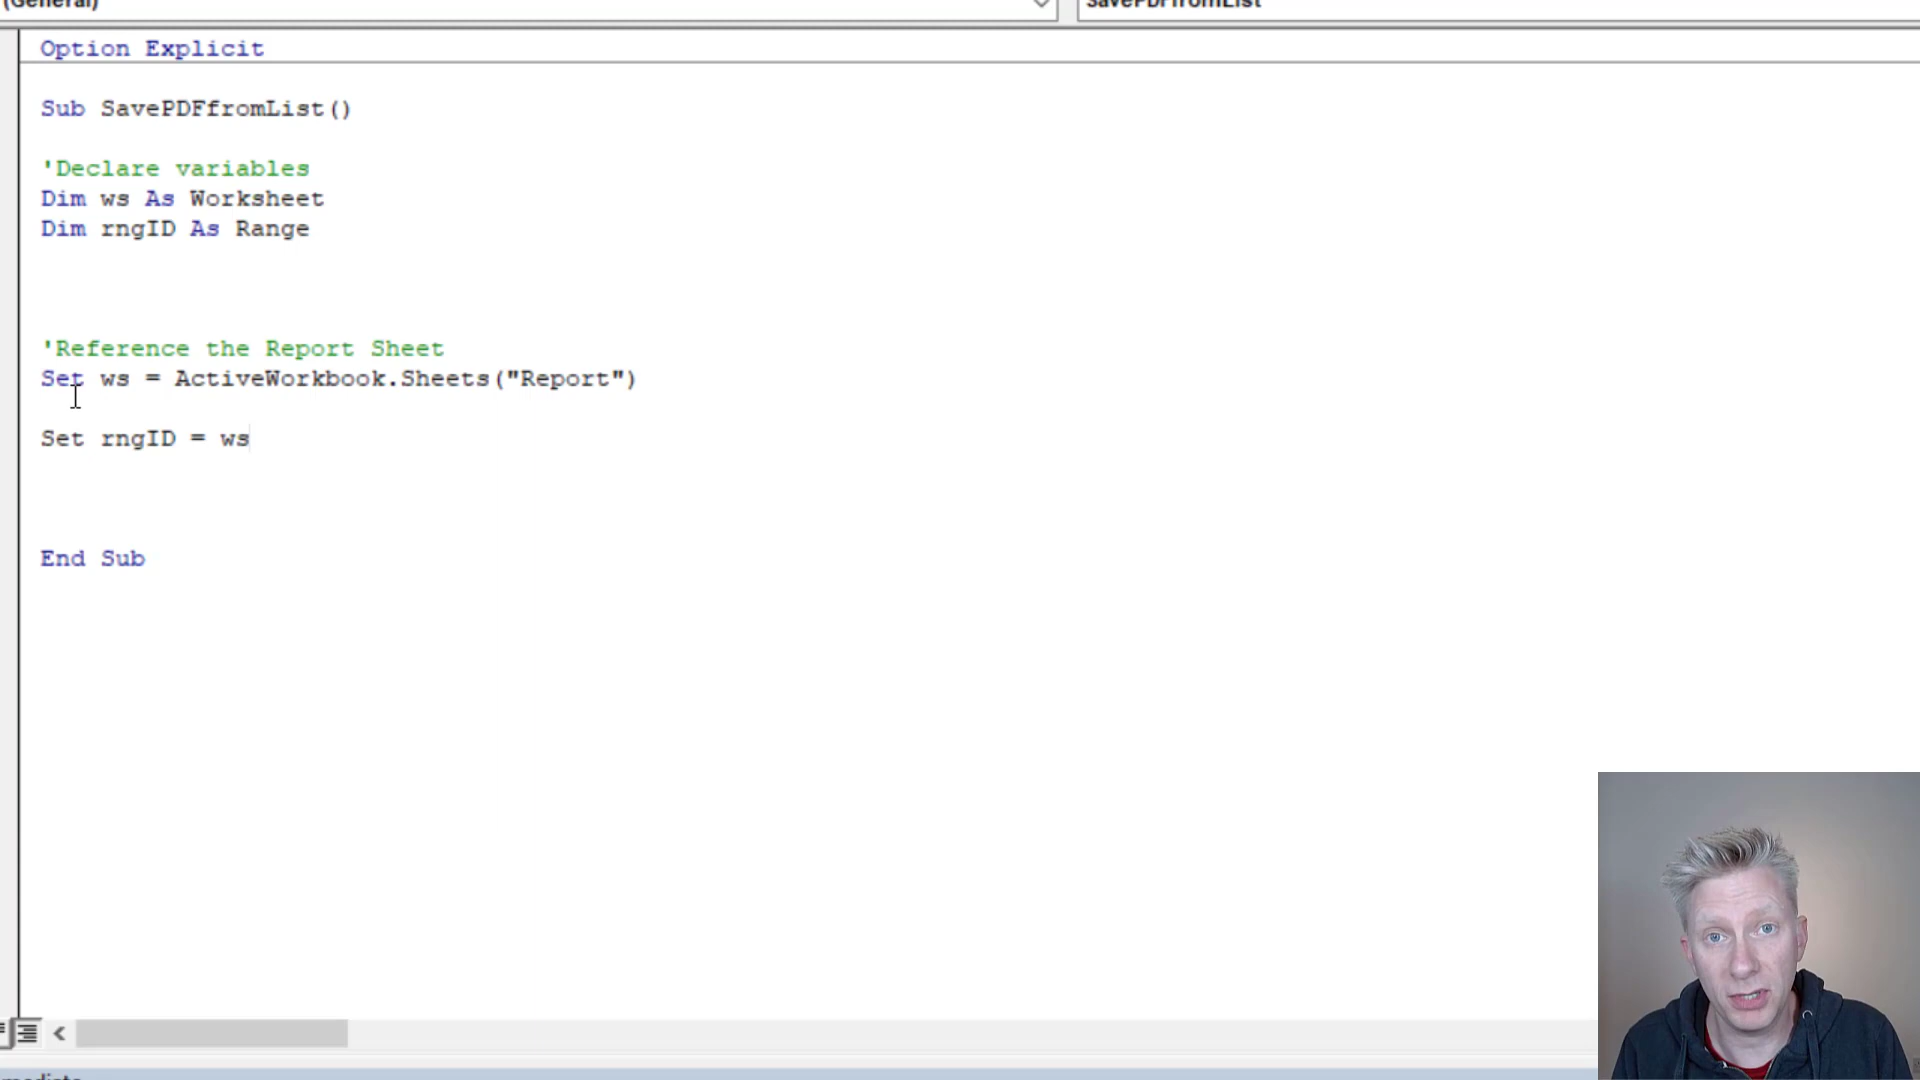 (General)
SavePDFfromList
Option Explicit
Sub SavePDFfromList()
'Declare variables
Dim ws As Worksheet
Dim rngID As Range
'Reference the Report Sheet
Set ws = ActiveWorkbook.Sheets("Report")
Set rngID = ws
End Sub